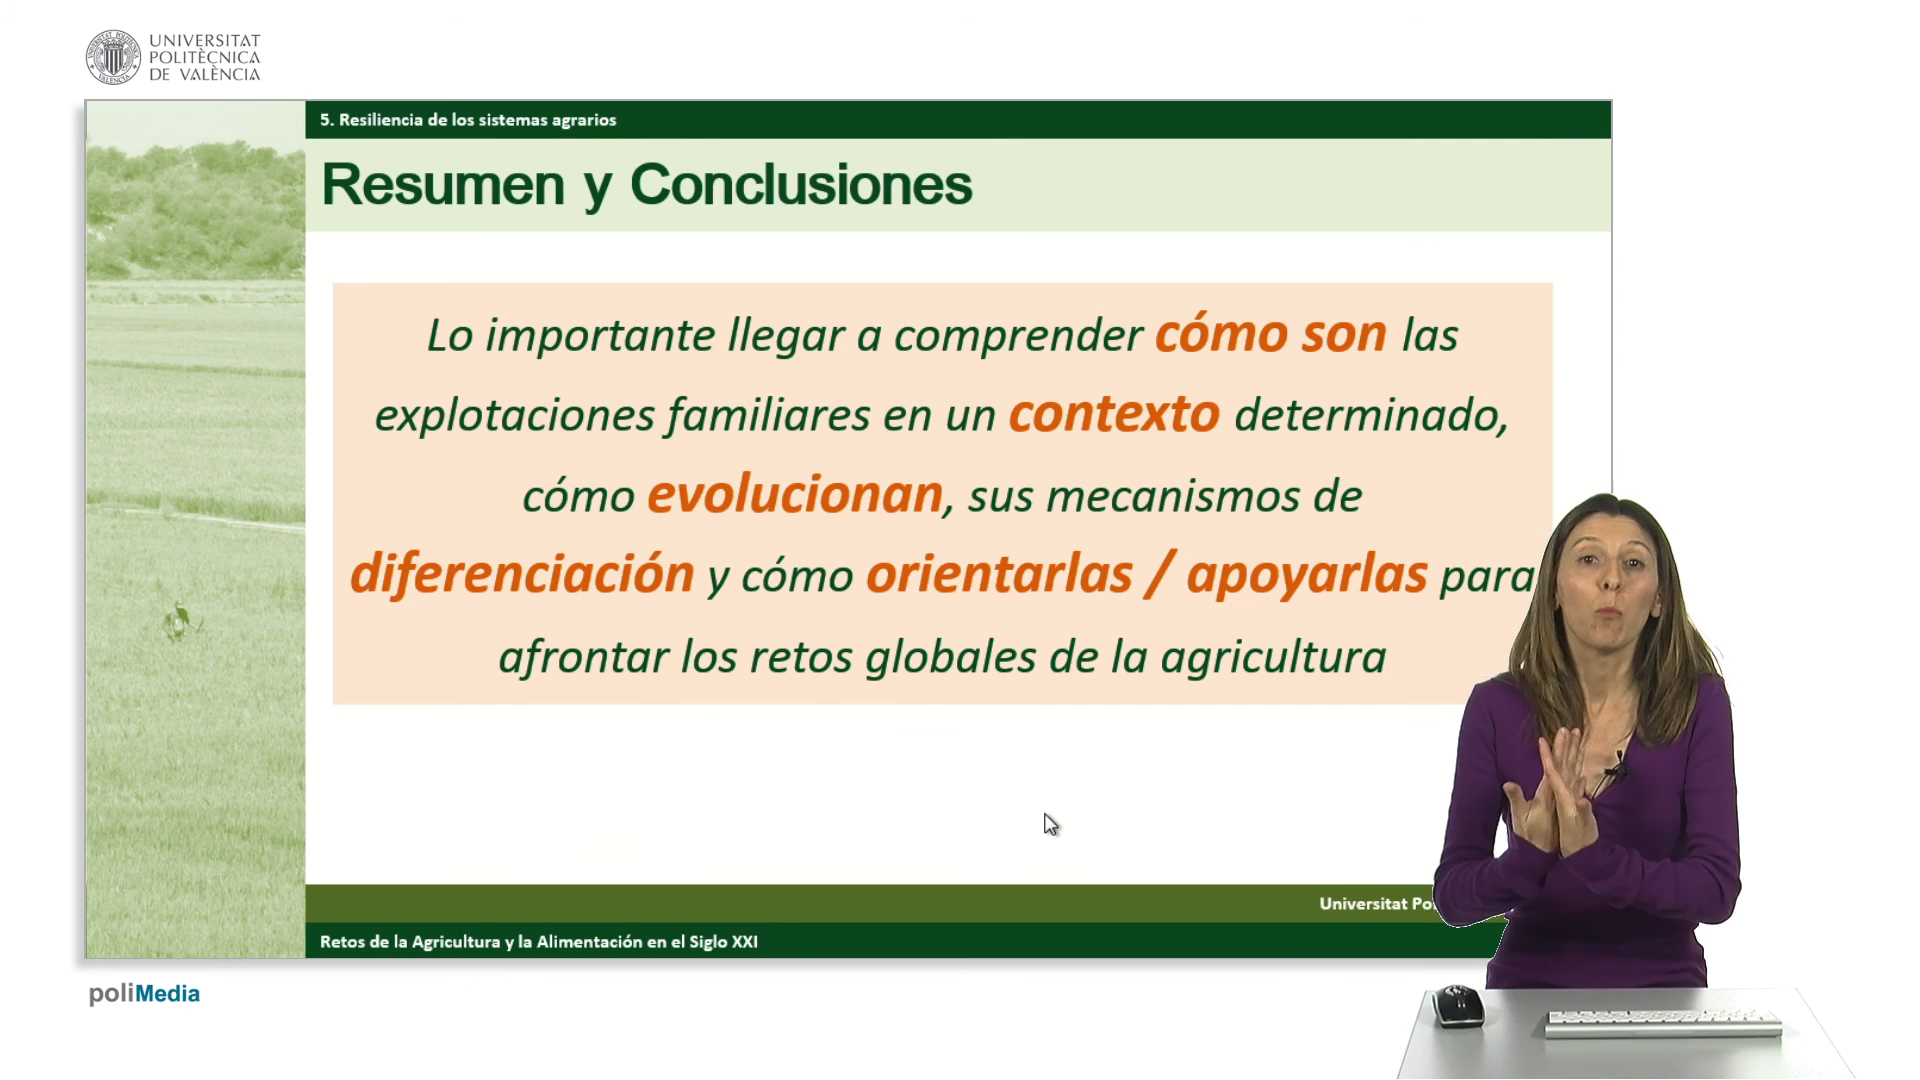 UNIVERSITAT
POLITÈCNICA
DE VALÈNCIA
5. Resiliencia de los sistemas agrarios
Resumen y Conclusiones
Lo importante llegar a comprender cómo son las
explotaciones familiares en un contexto determinado,
cómo evolucionan, sus mecanismos de
diferenciación y cómo orientarlas / apoyarlas para
afrontar los retos globales de la agricultura
Universitat
Retos de la Agricultura y la Alimentación en el Siglo XXI
poliMedia